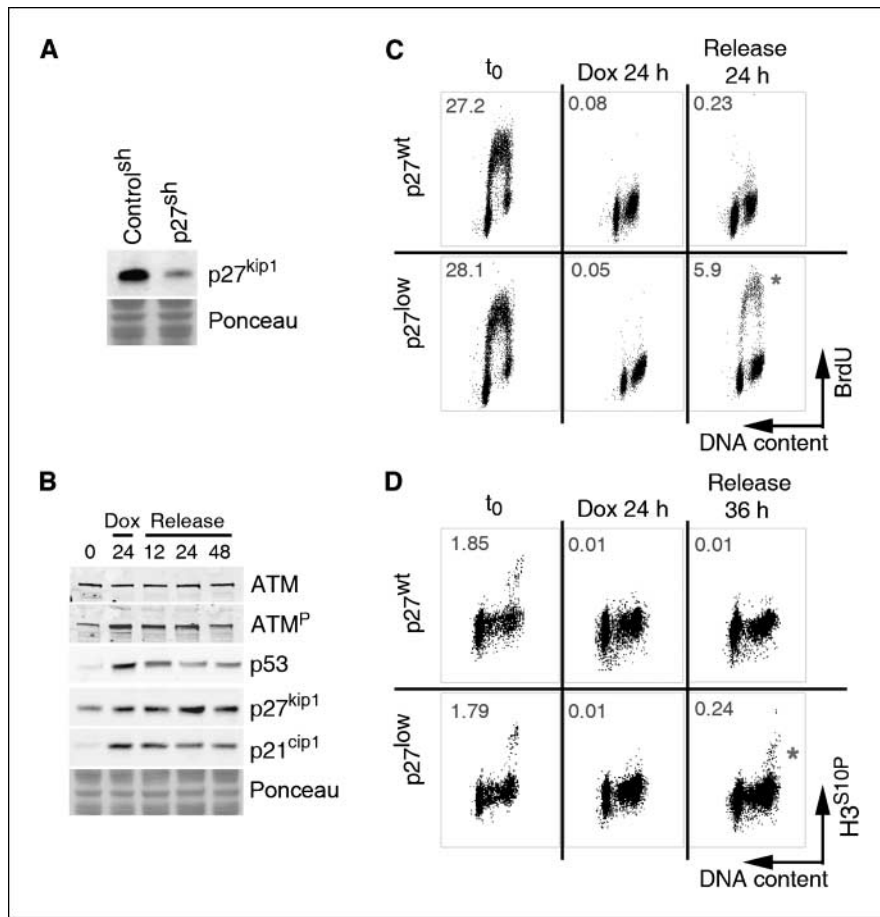 A
Control^sh
p27^sh
p27^kip1
Ponceau
B
Dox Release
0 24 12 24 48
ATM
ATM^P
p53
p27^kip1
p21^cip1
Ponceau
C
t₀ Dox 24 h Release 24 h
p27^wt
27.2 0.08 0.23
p27^low
28.1 0.05 5.9
*
BrdU
DNA content
D
t₀ Dox 24 h Release 36 h
p27^wt
1.85 0.01 0.01
p27^low
1.79 0.01 0.24
*
H3^S10P
DNA content